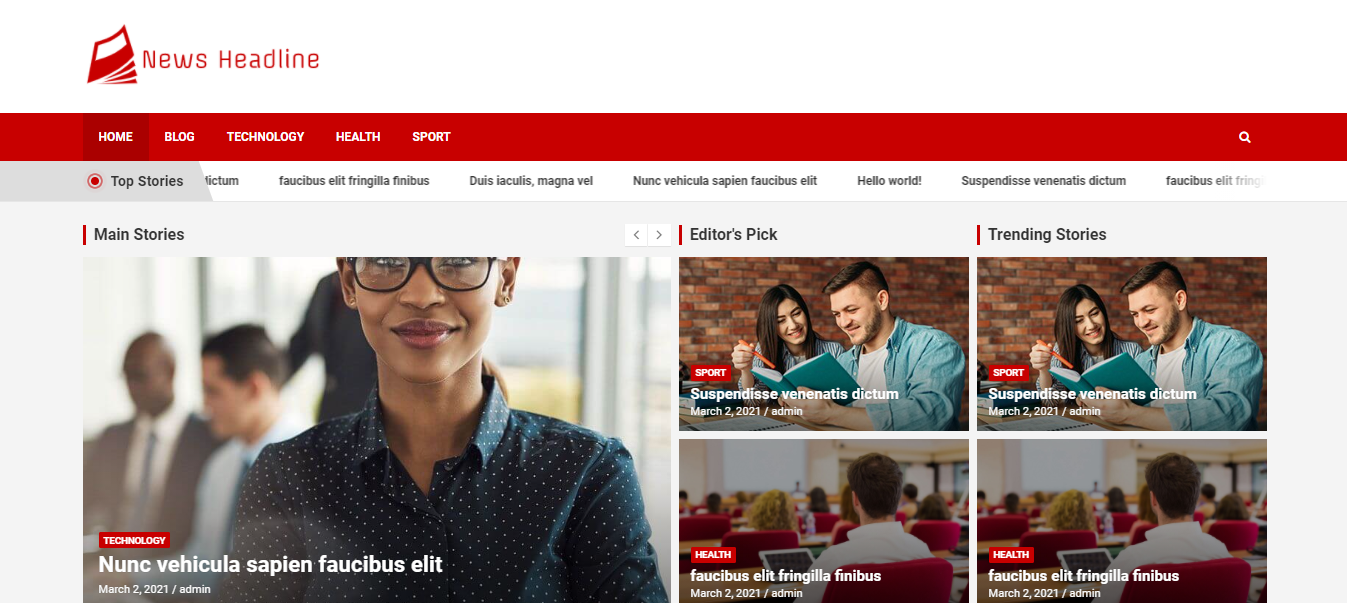 News Headline
HOME BLOG TECHNOLOGY HEALTH SPORT
Top Stories dictum faucibus elit fringilla finibus Duis iaculis, magna vel Nunc vehicula sapien faucibus elit Hello world! Suspendisse venenatis dictum faucibus elit fring
Main Stories
TECHNOLOGY
Nunc vehicula sapien faucibus elit
March 2, 2021 / admin
Editor's Pick
SPORT
Suspendisse venenatis dictum
March 2, 2021 / admin
HEALTH
faucibus elit fringilla finibus
March 2, 2021 / admin
Trending Stories
SPORT
Suspendisse venenatis dictum
March 2, 2021 / admin
HEALTH
faucibus elit fringilla finibus
March 2, 2021 / admin